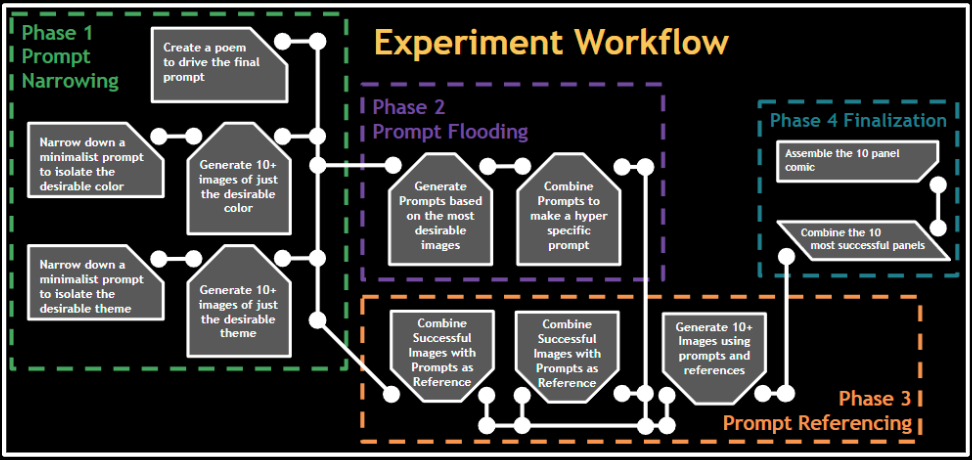 Experiment Workflow
Phase 1
Prompt
Narrowing
Create a poem
to drive the final
prompt
Narrow down a
minimalist prompt
to isolate the
desirable color
Generate 10+
images of just
the desirable
color
Narrow down a
minimalist prompt
to isolate the
desirable theme
Generate 10+
images of just
the desirable
theme
Phase 2
Prompt Flooding
Generate
Prompts based
on the most
desirable
images
Combine
Prompts to
make a hyper
specific
prompt
Combine
Successful
Images with
Prompts as
Reference
Combine
Successful
Images with
Prompts as
Reference
Generate 10+
Images using
prompts and
references
Phase 3
Prompt Referencing
Phase 4 Finalization
Assemble the 10 panel
comic
Combine the 10
most successful panels